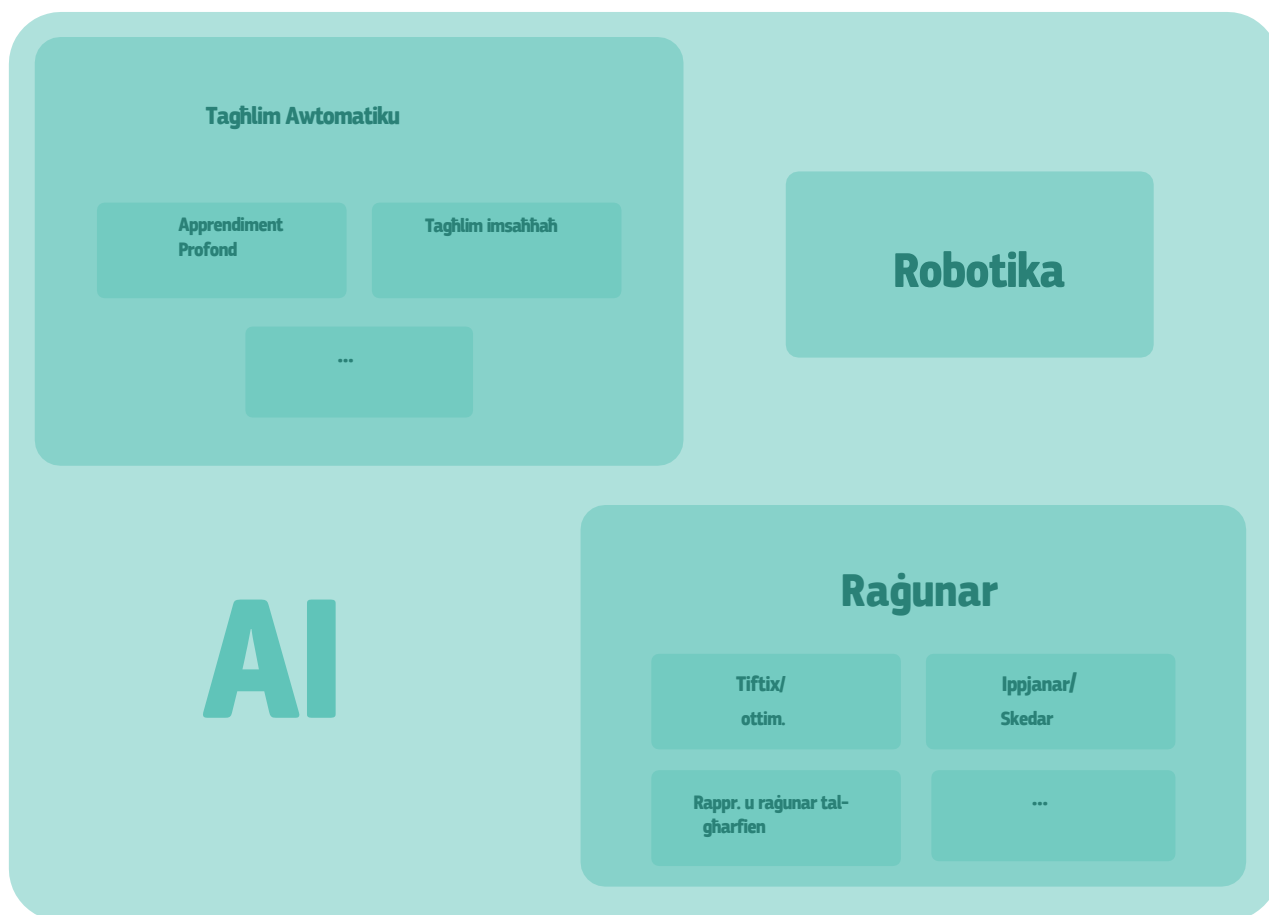 Tagħlim Awtomatiku
Apprendiment
Profond
Tagħlim imsaħħaħ
...
Robotika
AI
Raġunar
Tiftix/
ottim.
Ippjanar/
Skedar
Rappr. u raġunar tal-
għarfien
...